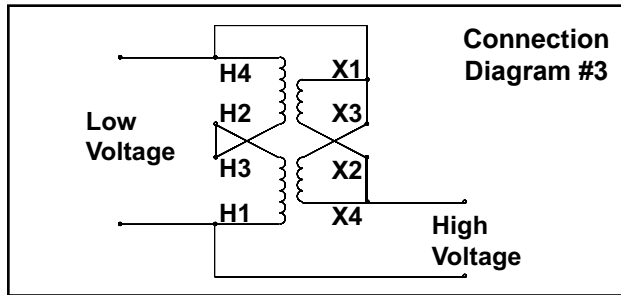 Connection
Diagram #3
H4
X1
H2
X3
Low
Voltage
H3
X2
H1
X4
High
Voltage